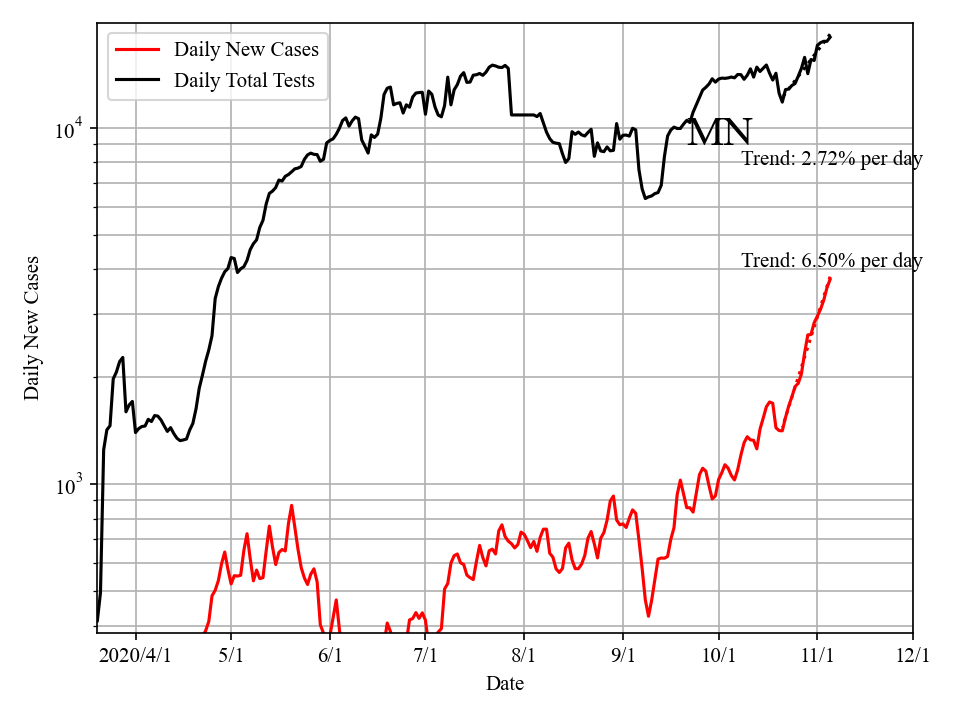 Daily New Cases
Daily Total Tests
10^4
MN
Trend: 2.72% per day
Trend: 6.50% per day
Daily New Cases
10^3
2020/4/1 5/1 6/1 7/1 8/1 9/1 10/1 11/1 12/1
Date